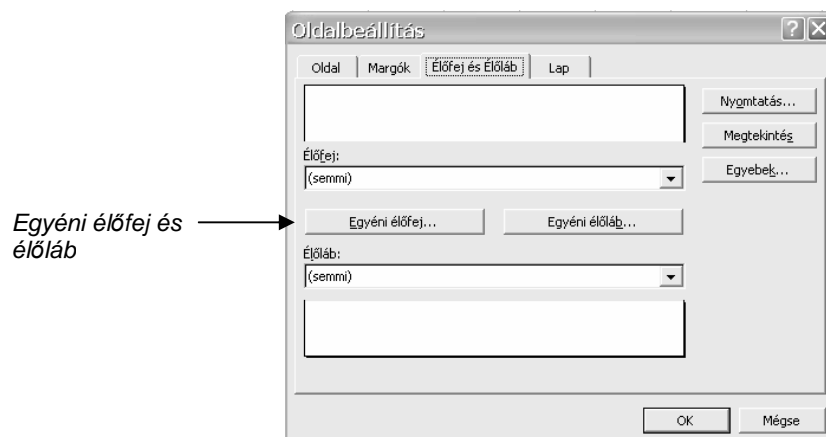 Oldalbeállítás
Oldal Margók Élőfej és Élőláb Lap
Nyomtatás...
Megtekintés
Élőfej:
(semmi)
Egyebek...
Egyéni élőfej és
élőláb
Egyéni élőfej... Egyéni élőláb...
Élőláb:
(semmi)
OK Mégse